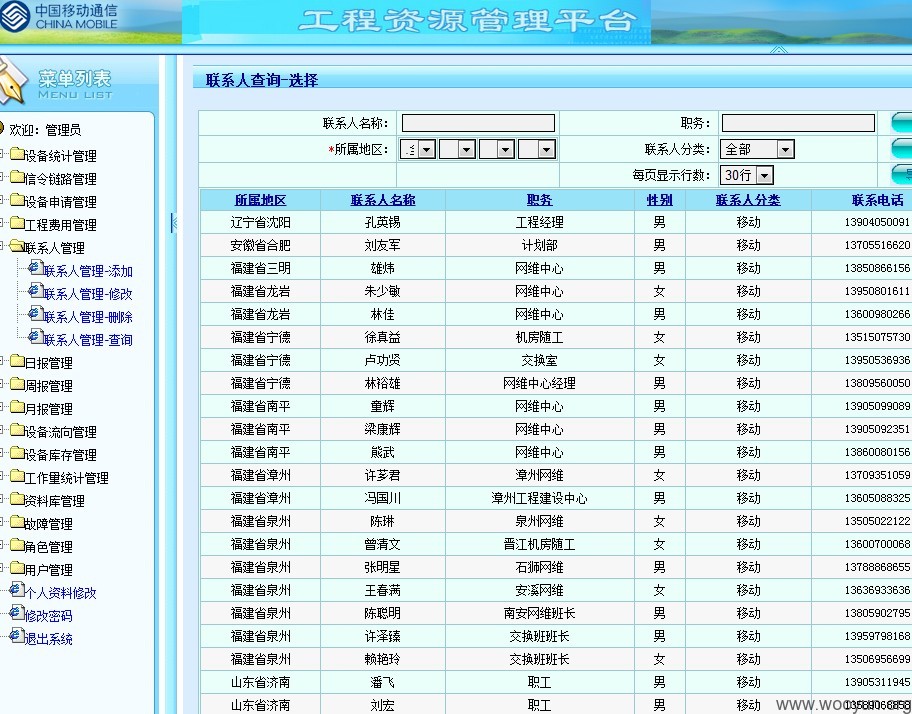 中国移动通信
CHINA MOBILE
工程资源管理平台
菜单列表
MENU LIST
欢迎: 管理员
设备统计管理
信令链路管理
设备申请管理
工程费用管理
联系人管理
联系人管理-添加
联系人管理-修改
联系人管理-删除
联系人管理-查询
日报管理
周报管理
月报管理
设备流向管理
设备库存管理
工作量统计管理
资料库管理
故障管理
角色管理
用户管理
个人资料修改
修改密码
退出系统
联系人查询-选择
联系人名称: 职务:
*所属地区: 联系人分类: 全部
每页显示行数: 30行
所属地区 联系人名称 职务 性别 联系人分类 联系电话
辽宁省沈阳 孔英锡 工程经理 男 移动 13904050091
安徽省合肥 刘友军 计划部 男 移动 13705516620
福建省三明 雄炜 网维中心 男 移动 13850866156
福建省龙岩 朱少敏 网维中心 女 移动 13950801611
福建省龙岩 林佳 网维中心 男 移动 13600980266
福建省宁德 徐真益 机房随工 女 移动 13515075730
福建省宁德 卢功贤 交换室 女 移动 13950536936
福建省宁德 林裕雄 网维中心经理 男 移动 13809560050
福建省南平 童辉 网维中心 男 移动 13905099089
福建省南平 梁康辉 网维中心 男 移动 13905092351
福建省南平 熊武 网维中心 男 移动 13860080156
福建省漳州 许茤君 漳州网维 女 移动 13709351059
福建省漳州 冯国川 漳州工程建设中心 男 移动 13605088325
福建省泉州 陈琳 泉州网维 女 移动 13505022122
福建省泉州 曾清文 晋江机房随工 女 移动 13600700068
福建省泉州 张明星 石狮网维 男 移动 13788868655
福建省泉州 王春满 安溪网维 女 移动 13636933636
福建省泉州 陈聪明 南安网维班长 男 移动 13805902795
福建省泉州 许泽臻 交换班班长 男 移动 13959798168
福建省泉州 赖艳玲 交换班班长 女 移动 13506956699
山东省济南 潘飞 职工 男 移动 13905311945
山东省济南 刘宏 职工 男 移动
www.wooyun.org